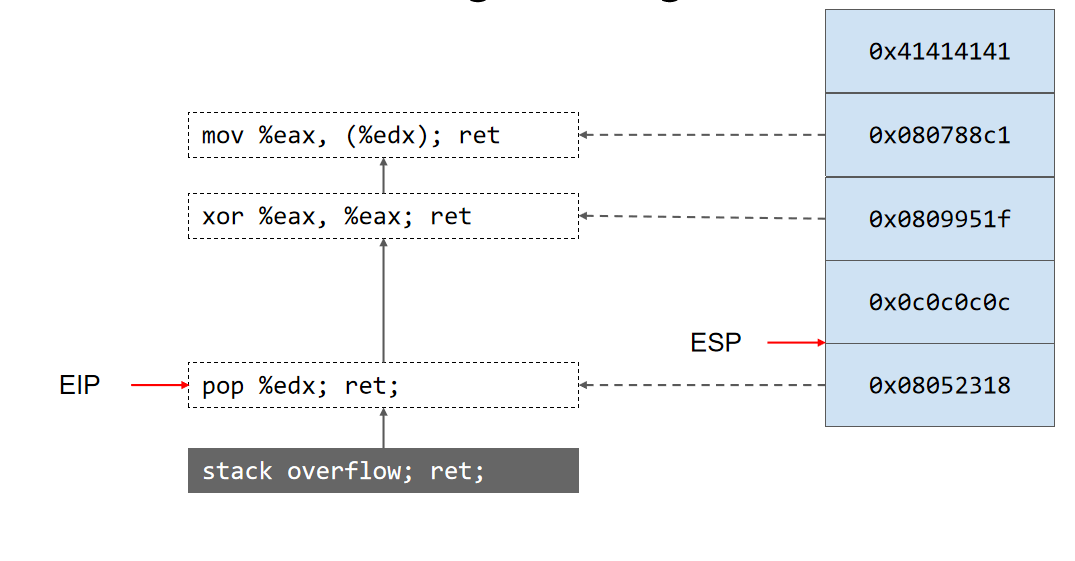 0x41414141
mov %eax, (%edx); ret
0x080788c1
xor %eax, %eax; ret
0x0809951f
0x0c0c0c0c
ESP
EIP
pop %edx; ret;
0x08052318
stack overflow; ret;